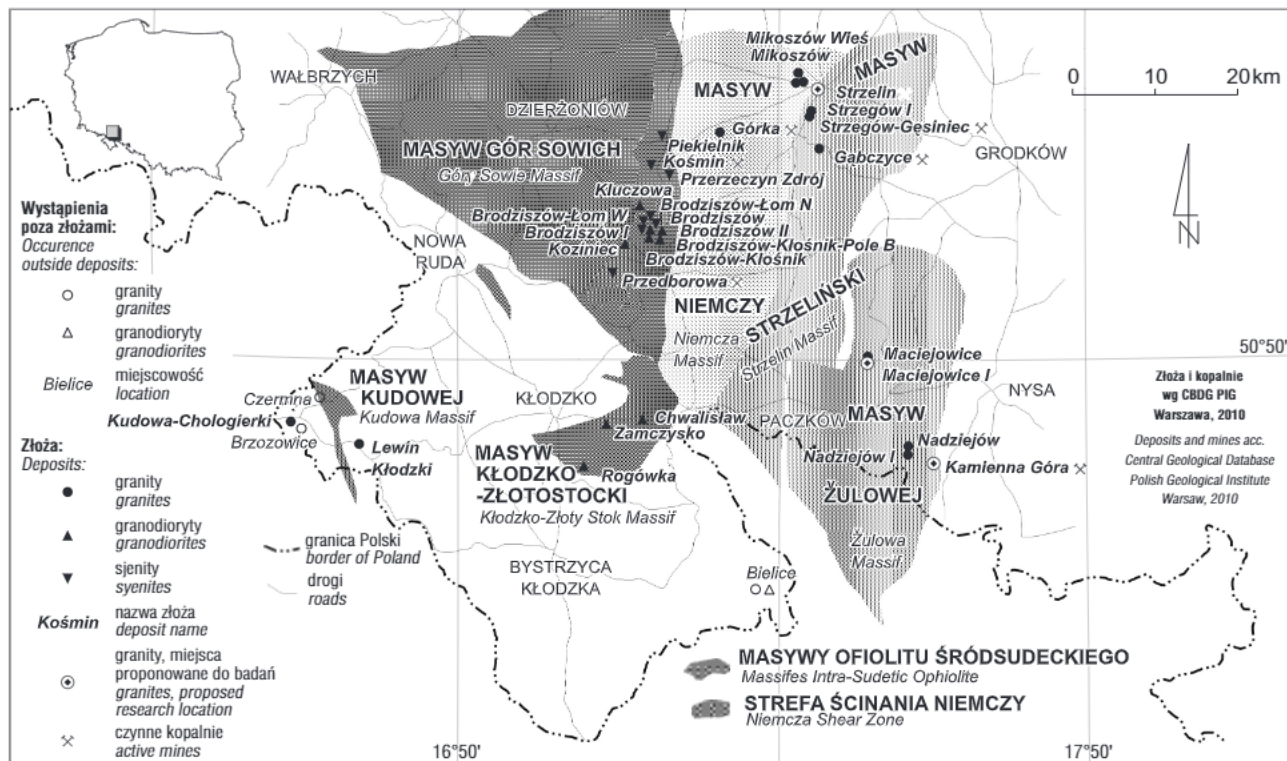 WAŁBRZYCH
DZIERŻONIÓW
MASYW GÓR SOWICH
Góry Sowie Massif
NOWA
RUDA
Mikoszów Wieś
Mikoszów
MASYW
NIEMCZY
Niemcza
Massif
MASYW
STRZELIŃSKI
Strzelin Massif
Strzelin
Strzegów I
Strzegów-Gęsiniec
Górka
Gabczyce
GRODKÓW
Piekielnik
Kośmin
Przerzeczyn Zdrój
Kluczowa
Brodziszów-Łom N
Brodziszów-Łom W
Brodziszów
Brodziszów I
Brodziszów II
Koziniec
Brodziszów-Kłośnik-Pole B
Brodziszów-Kłośnik
Przedborowa
0 10 20 km
N
50°50'
Maciejowice
Maciejowice I
NYSA
PACZKÓW
MASYW
ŽULOWEJ
Žulova
Massif
Nadziejów
Nadziejów I
Kamienna Góra
MASYW
KUDOWEJ
Kudowa Massif
Czermna
Kudowa-Chologierki
Brzozowice
Lewin
Kłodzki
KŁODZKO
Chwalisław
Zamczysko
Rogówka
MASYW
KŁODZKO
-ZŁOTOSTOCKI
Kłodzko-Złoty Stok Massif
BYSTRZYCA
KŁODZKA
Bielice
Wystąpienia
poza złożami:
Occurence
outside deposits:
granity
granites
granodioryty
granodiorites
Bielice
miejscowość
location
Złoża:
Deposits:
granity
granites
granodioryty
granodiorites
sjenity
syenites
Kośmin
nazwa złoża
deposit name
granity, miejsca
proponowane do badań
granites, proposed
research location
czynne kopalnie
active mines
granica Polski
border of Poland
drogi
roads
MASYWY OFIOLITU ŚRÓDSUDECKIEGO
Massifes Intra-Sudetic Ophiolite
STREFA ŚCINANIA NIEMCZY
Niemcza Shear Zone
Złoża i kopalnie
wg CBDG PIG
Warszawa, 2010
Deposits and mines acc.
Central Geological Database
Polish Geological Institute
Warsaw, 2010
16°50'
17°50'